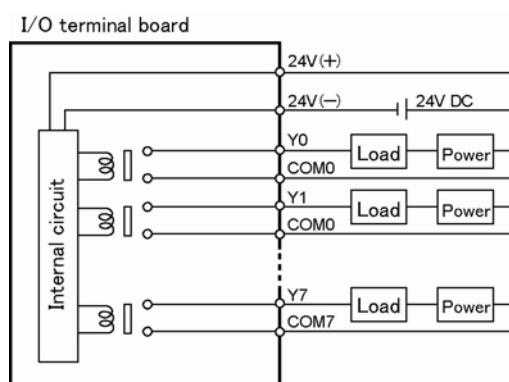 I/O terminal board
24V(+)
24V(−) 24V DC
Y0
Load Power
COM0
Y1
Load Power
COM0
Internal circuit
Y7
Load Power
COM7